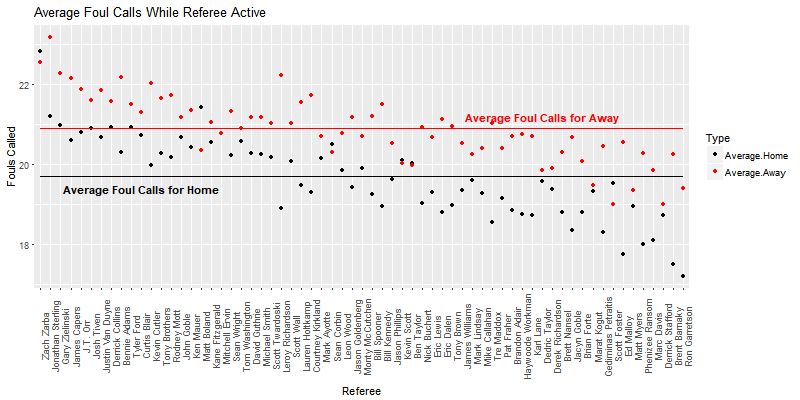 Average Foul Calls While Referee Active
Fouls Called
22
20
18
Average Foul Calls for Away
Average Foul Calls for Home
Type
Average.Home
Average.Away
Zach Zarba
Jonathan Sterling
Gary Zielinski
James Capers
J.T. Orr
Josh Tiven
Justin Van Duyne
Derrick Collins
Bennie Adams
Tyler Ford
Curtis Blair
Kevin Cutler
Tony Brothers
Rodney Mott
John Goble
Ken Mauer
Matt Boland
Kane Fitzgerald
Mitchell Ervin
Sean Wright
Tom Washington
David Guthrie
Michael Smith
Scott Twardoski
Leroy Richardson
Scott Wall
Lauren Holtkamp
Courtney Kirkland
Mark Ayotte
Sean Corbin
Leon Wood
Jason Goldenberg
Monty McCutchen
Bill Spooner
Bill Kennedy
Jason Phillips
Kevin Scott
Ben Taylor
Nick Buchert
Eric Lewis
Eric Dalen
Tony Brown
James Williams
Mark Lindsay
Mike Callahan
Tre Maddox
Pat Fraher
Brandon Adair
Haywoode Workman
Karl Lane
Dedric Taylor
Derek Richardson
Brett Nansel
Jacyn Goble
Brian Forte
Marat Kogut
Gediminas Petraitis
Scott Foster
Ed Malloy
Matt Myers
Phenizee Ransom
Marc Davis
Derrick Stafford
Brent Barnaky
Ron Garretson
Referee